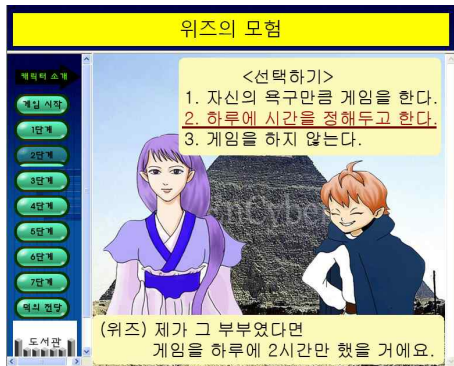 위즈의 모험
캐릭터 소개
게임 시작
1단계
2단계
3단계
4단계
5단계
6단계
7단계
덕의 전당
도서관
<선택하기>
1. 자신의 욕구만큼 게임을 한다.
2. 하루에 시간을 정해두고 한다.
3. 게임을 하지 않는다.
(위즈) 제가 그 부부였다면
게임을 하루에 2시간만 했을 거에요.